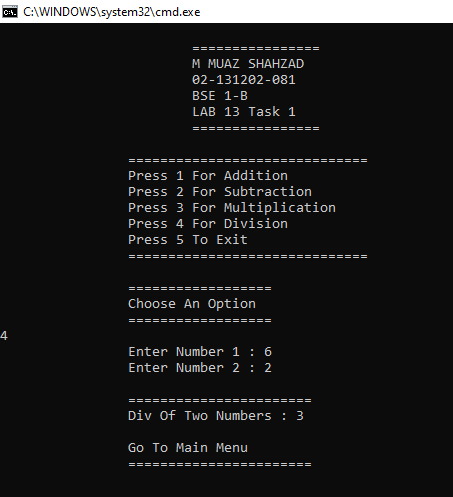 C:\WINDOWS\system32\cmd.exe
================
M MUAZ SHAHZAD
02-131202-081
BSE 1-B
LAB 13 Task 1
================
==============================
Press 1 For Addition
Press 2 For Subtraction
Press 3 For Multiplication
Press 4 For Division
Press 5 To Exit
==============================
==================
Choose An Option
==================
4
Enter Number 1 : 6
Enter Number 2 : 2
=======================
Div Of Two Numbers : 3
Go To Main Menu
=======================